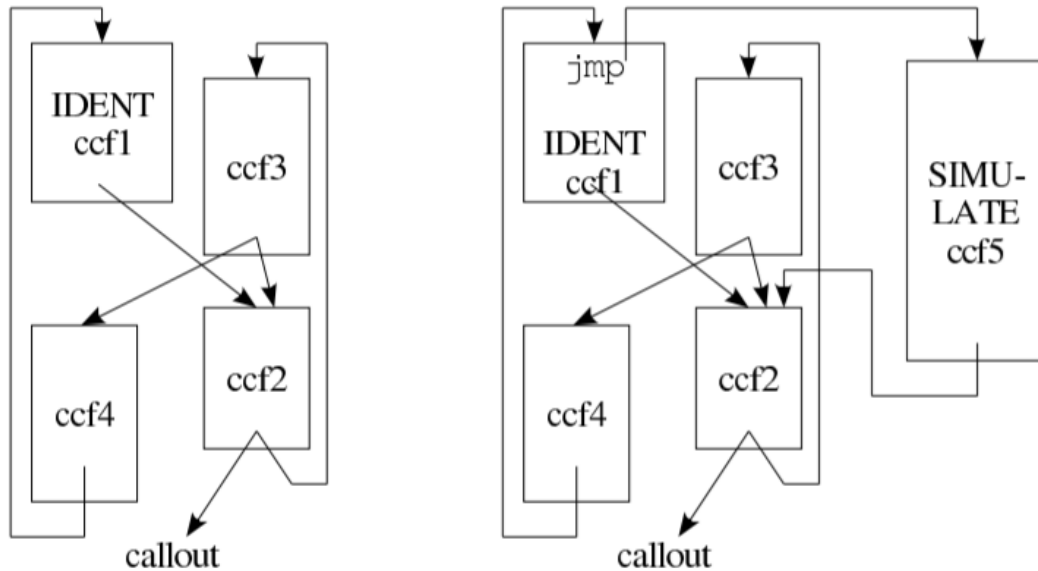 IDENT
ccf1
ccf3
ccf4
ccf2
callout
jmp
IDENT
ccf1
ccf3
SIMU-
LATE
ccf5
ccf4
ccf2
callout